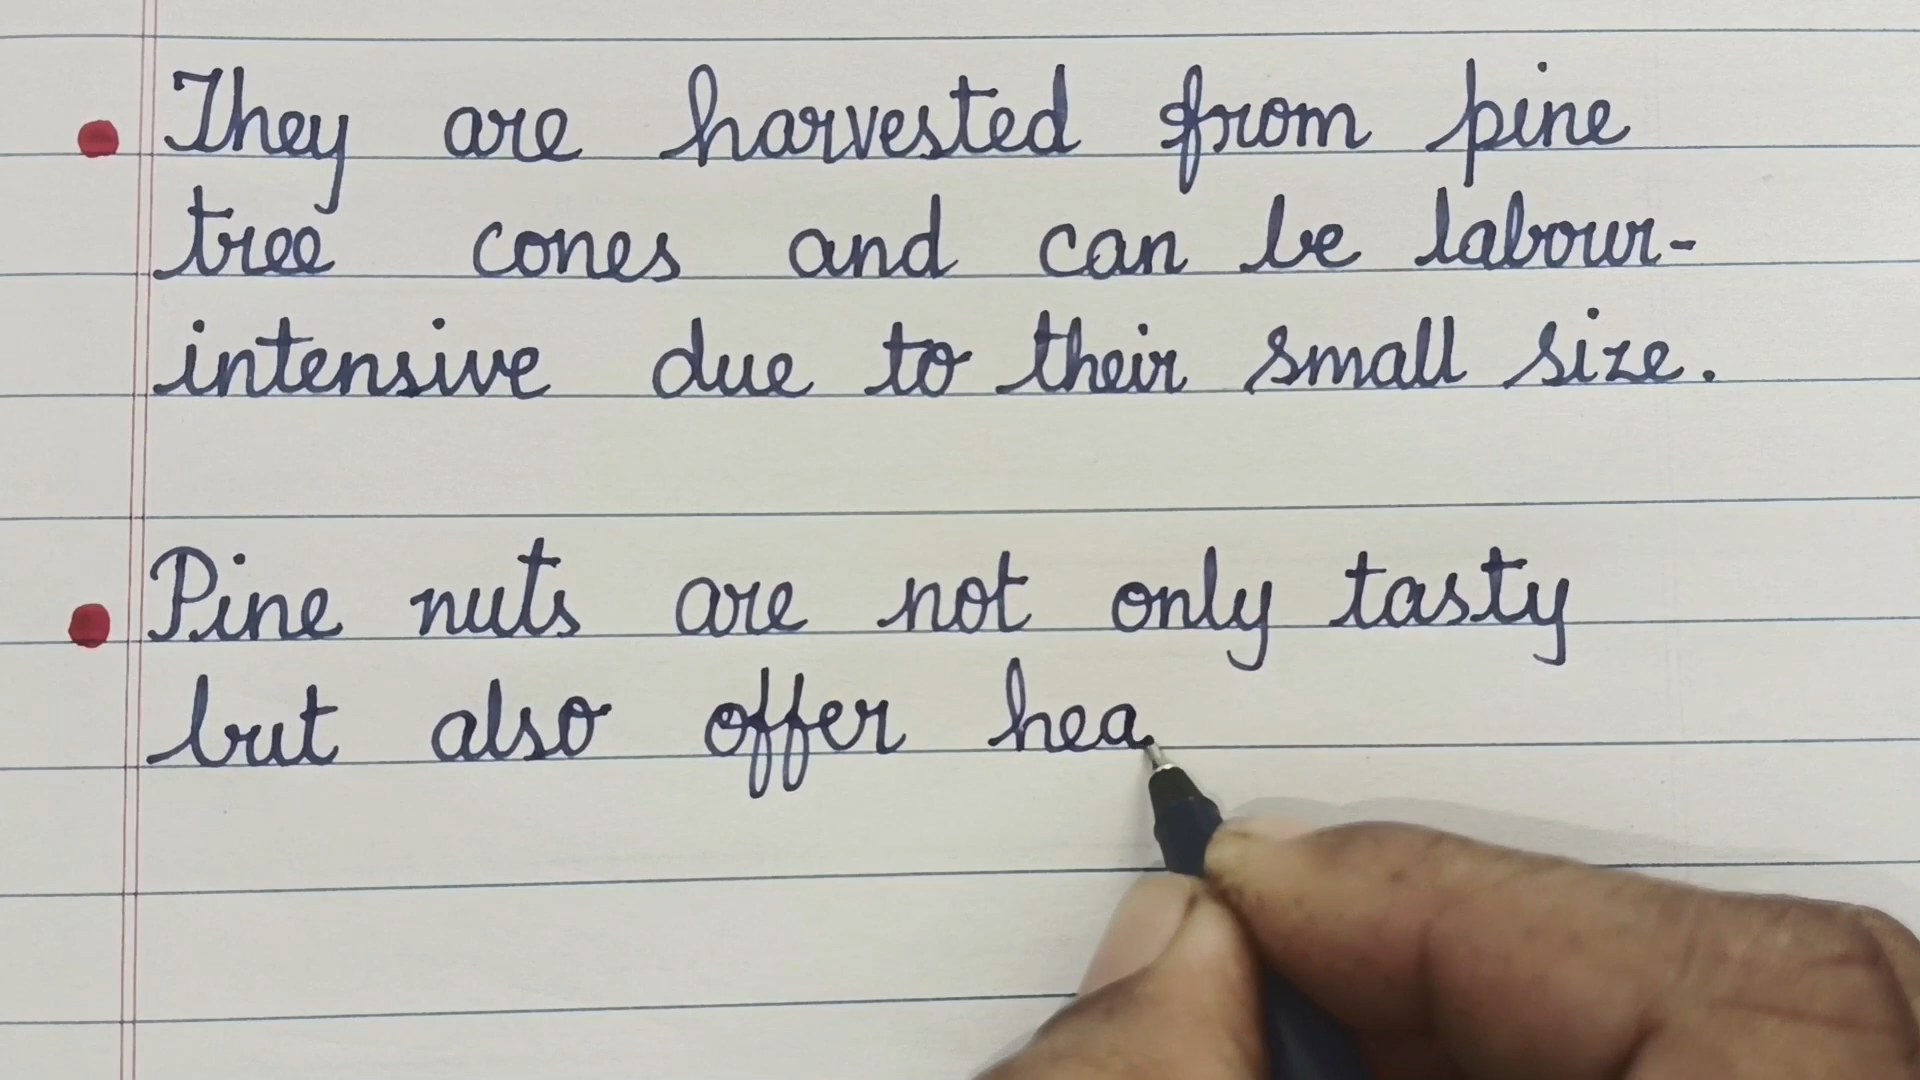 They are harvested from pine
tree cones and can be labour-
intensive due to their small size.
Pine nuts are not only tasty
but also offer hea